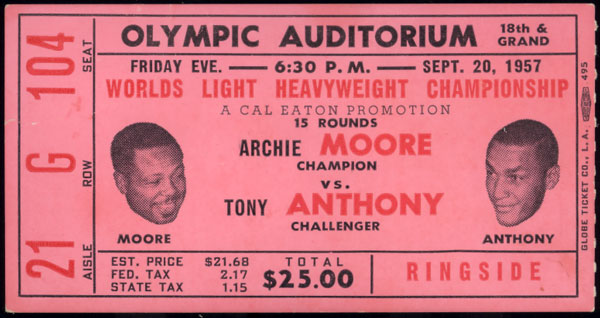 OLYMPIC AUDITORIUM 18th & GRAND
FRIDAY EVE. — 6:30 P.M. — SEPT. 20, 1957
WORLDS LIGHT HEAVYWEIGHT CHAMPIONSHIP
A CAL EATON PROMOTION
15 ROUNDS
ARCHIE MOORE
CHAMPION
vs.
TONY ANTHONY
CHALLENGER
MOORE
ANTHONY
EST. PRICE $21.68
FED. TAX 2.17
STATE TAX 1.15
TOTAL
$25.00
RINGSIDE
104 SEAT
G ROW
21 AISLE
GLOBE TICKET CO., L.A. 495